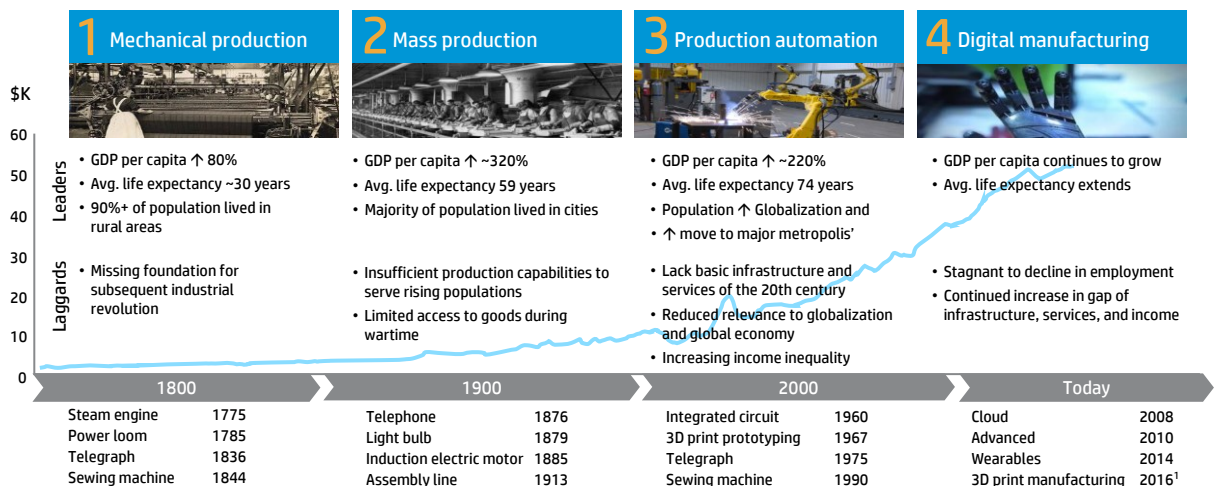 1 Mechanical production
2 Mass production
3 Production automation
4 Digital manufacturing
$K
60
50
40
30
20
10
0
Leaders
Laggards
• GDP per capita ↑ 80%
• Avg. life expectancy ~30 years
• 90%+ of population lived in
rural areas
• Missing foundation for
subsequent industrial
revolution
• GDP per capita ↑ ~320%
• Avg. life expectancy 59 years
• Majority of population lived in cities
• Insufficient production capabilities to
serve rising populations
• Limited access to goods during
wartime
• GDP per capita ↑ ~220%
• Avg. life expectancy 74 years
• Population ↑ Globalization and
• ↑ move to major metropolis’
• Lack basic infrastructure and
services of the 20th century
• Reduced relevance to globalization
and global economy
• Increasing income inequality
• GDP per capita continues to grow
• Avg. life expectancy extends
• Stagnant to decline in employment
• Continued increase in gap of
infrastructure, services, and income
1800
1900
2000
Today
Steam engine 1775
Power loom 1785
Telegraph 1836
Sewing machine 1844
Telephone 1876
Light bulb 1879
Induction electric motor 1885
Assembly line 1913
Integrated circuit 1960
3D print prototyping 1967
Telegraph 1975
Sewing machine 1990
Cloud 2008
Advanced 2010
Wearables 2014
3D print manufacturing 2016¹